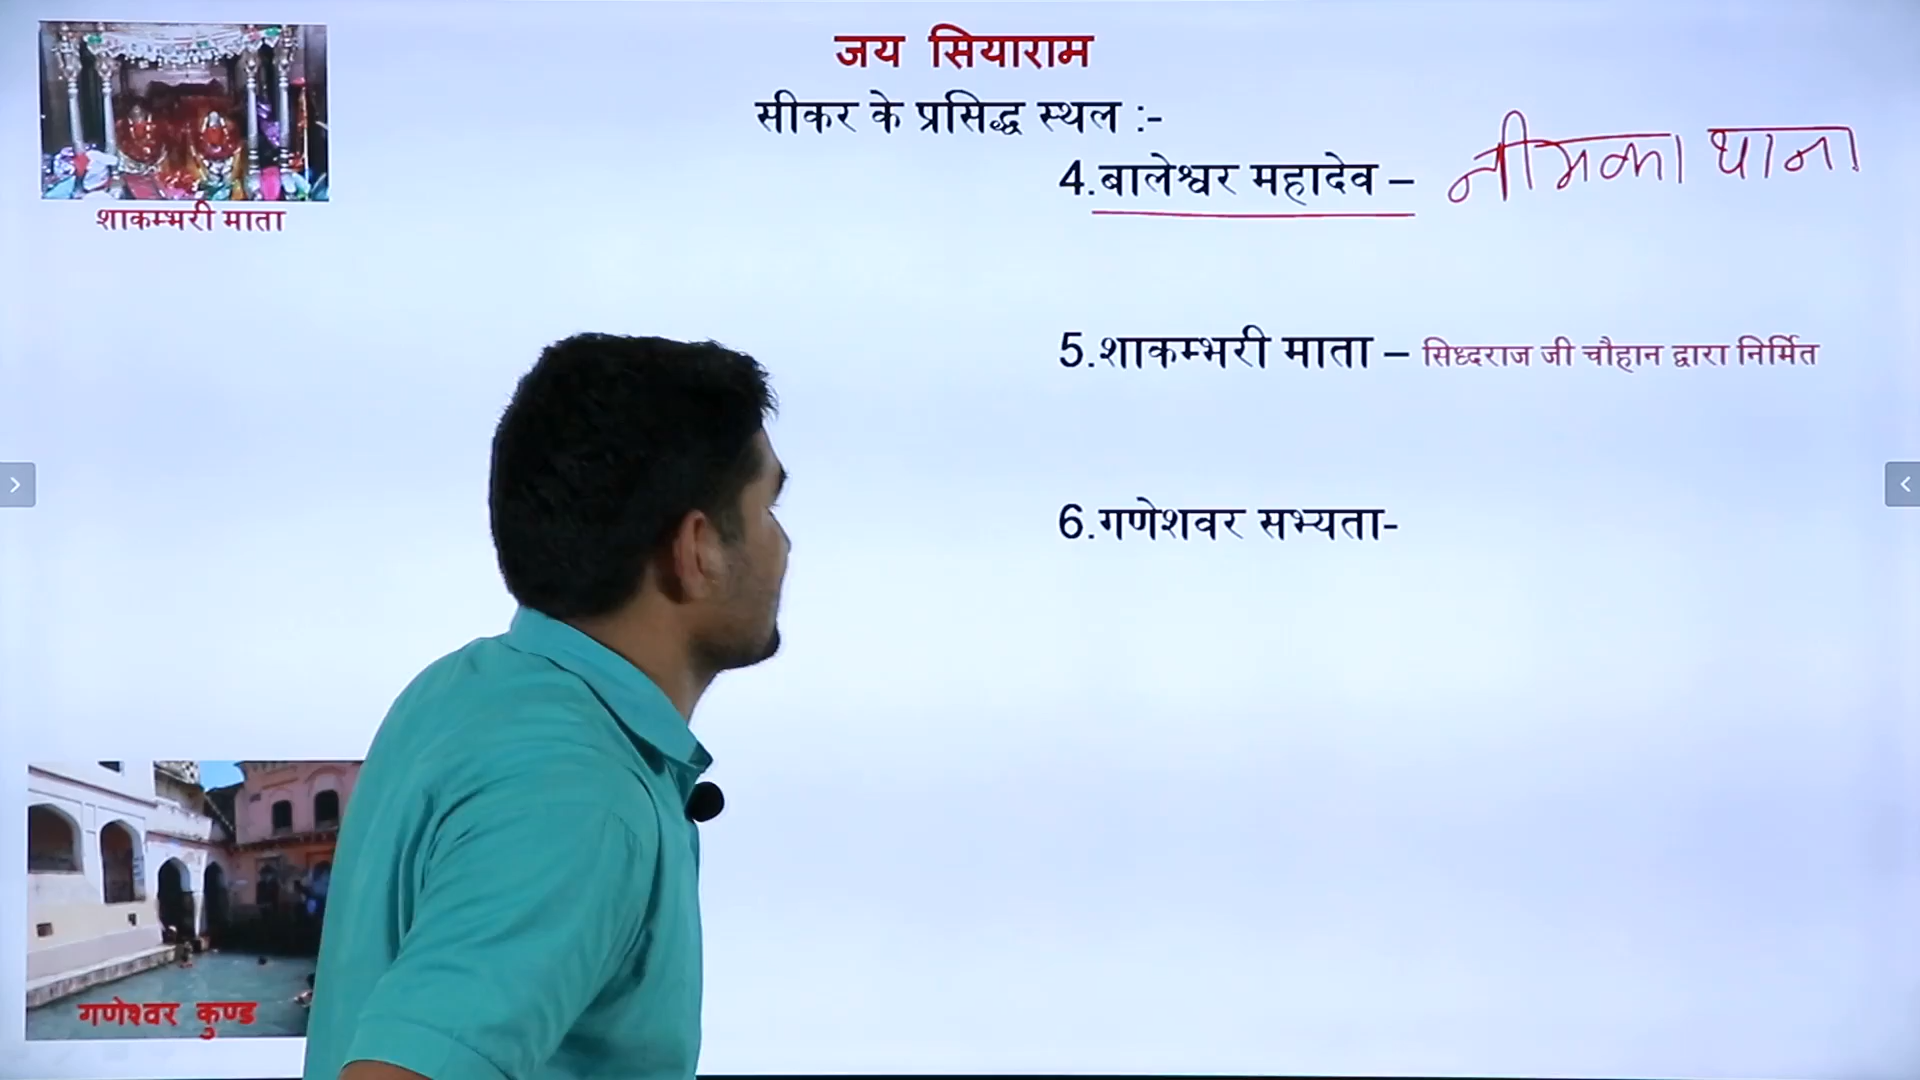 जय सियाराम
सीकर के प्रसिद्ध स्थल :-
4.बालेश्वर महादेव – नीमका थाना
शाकम्भरी माता
5.शाकम्भरी माता – सिध्दराज जी चौहान द्वारा निर्मित
6.गणेशवर सभ्यता-
गणेश्वर कुण्ड